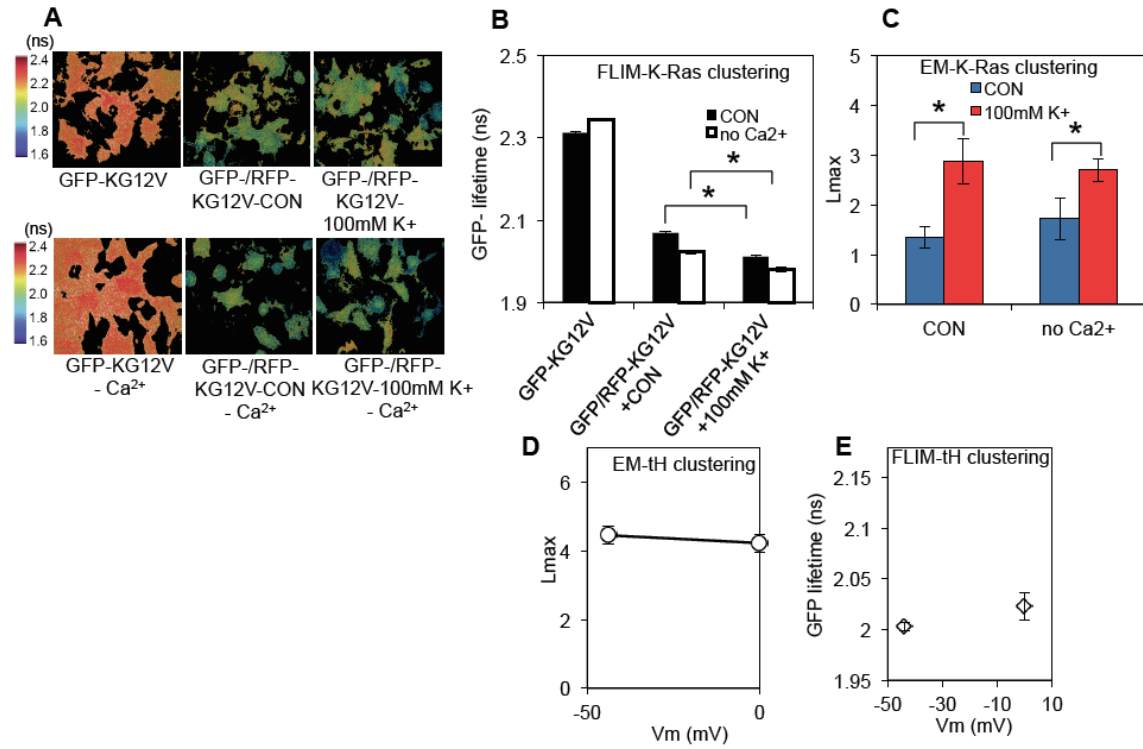 A
(ns)
2.4
2.2
2.0
1.8
1.6
GFP-KG12V
GFP-/RFP-
KG12V-CON
GFP-/RFP-
KG12V-
100mM K+
(ns)
2.4
2.2
2.0
1.8
1.6
GFP-KG12V
- Ca²⁺
GFP-/RFP-
KG12V-CON
- Ca²⁺
GFP-/RFP-
KG12V-100mM K+
- Ca²⁺
B
FLIM-K-Ras clustering
CON
no Ca2+
*
*
GFP- lifetime (ns)
2.5
2.3
2.1
1.9
GFP-KG12V
GFP/RFP-KG12V
+CON
GFP/RFP-KG12V
+100mM K+
C
EM-K-Ras clustering
CON
100mM K+
*
*
Lmax
5
4
3
2
1
0
CON
no Ca2+
D
EM-tH clustering
Lmax
6
4
2
0
-50
0
Vm (mV)
E
FLIM-tH clustering
GFP lifetime (ns)
2.15
2.1
2.05
2
1.95
-50
-30
-10
10
Vm (mV)